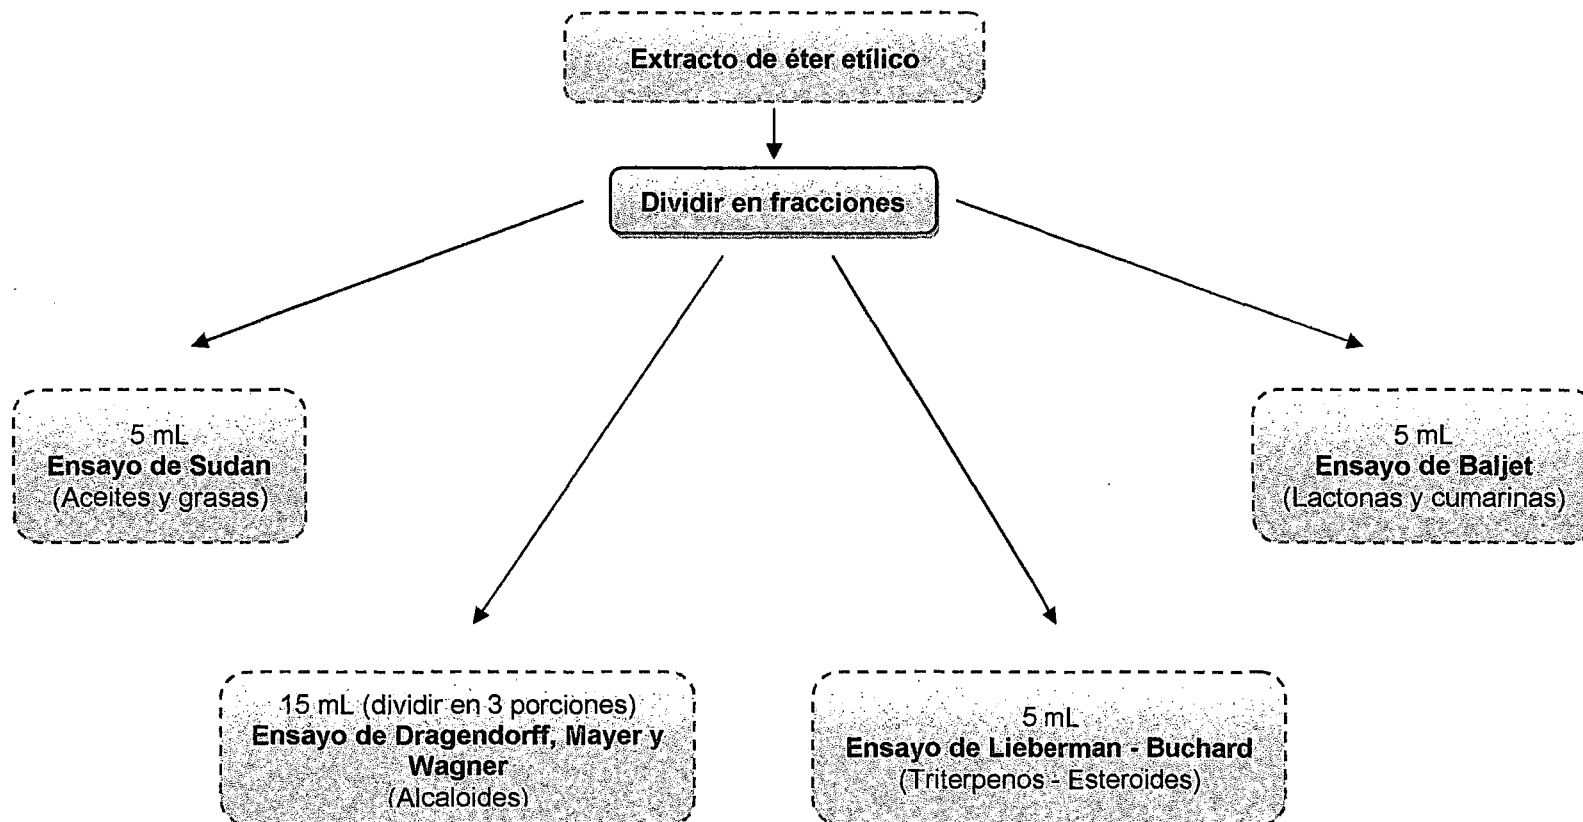 Extracto de éter etílico
Dividir en fracciones
5 mL
Ensayo de Sudan
(Aceites y grasas)
5 mL
Ensayo de Baljet
(Lactonas y cumarinas)
15 mL (dividir en 3 porciones)
Ensayo de Dragendorff, Mayer y
Wagner
(Alcaloides)
5 mL
Ensayo de Lieberman - Buchard
(Triterpenos - Esteroides)